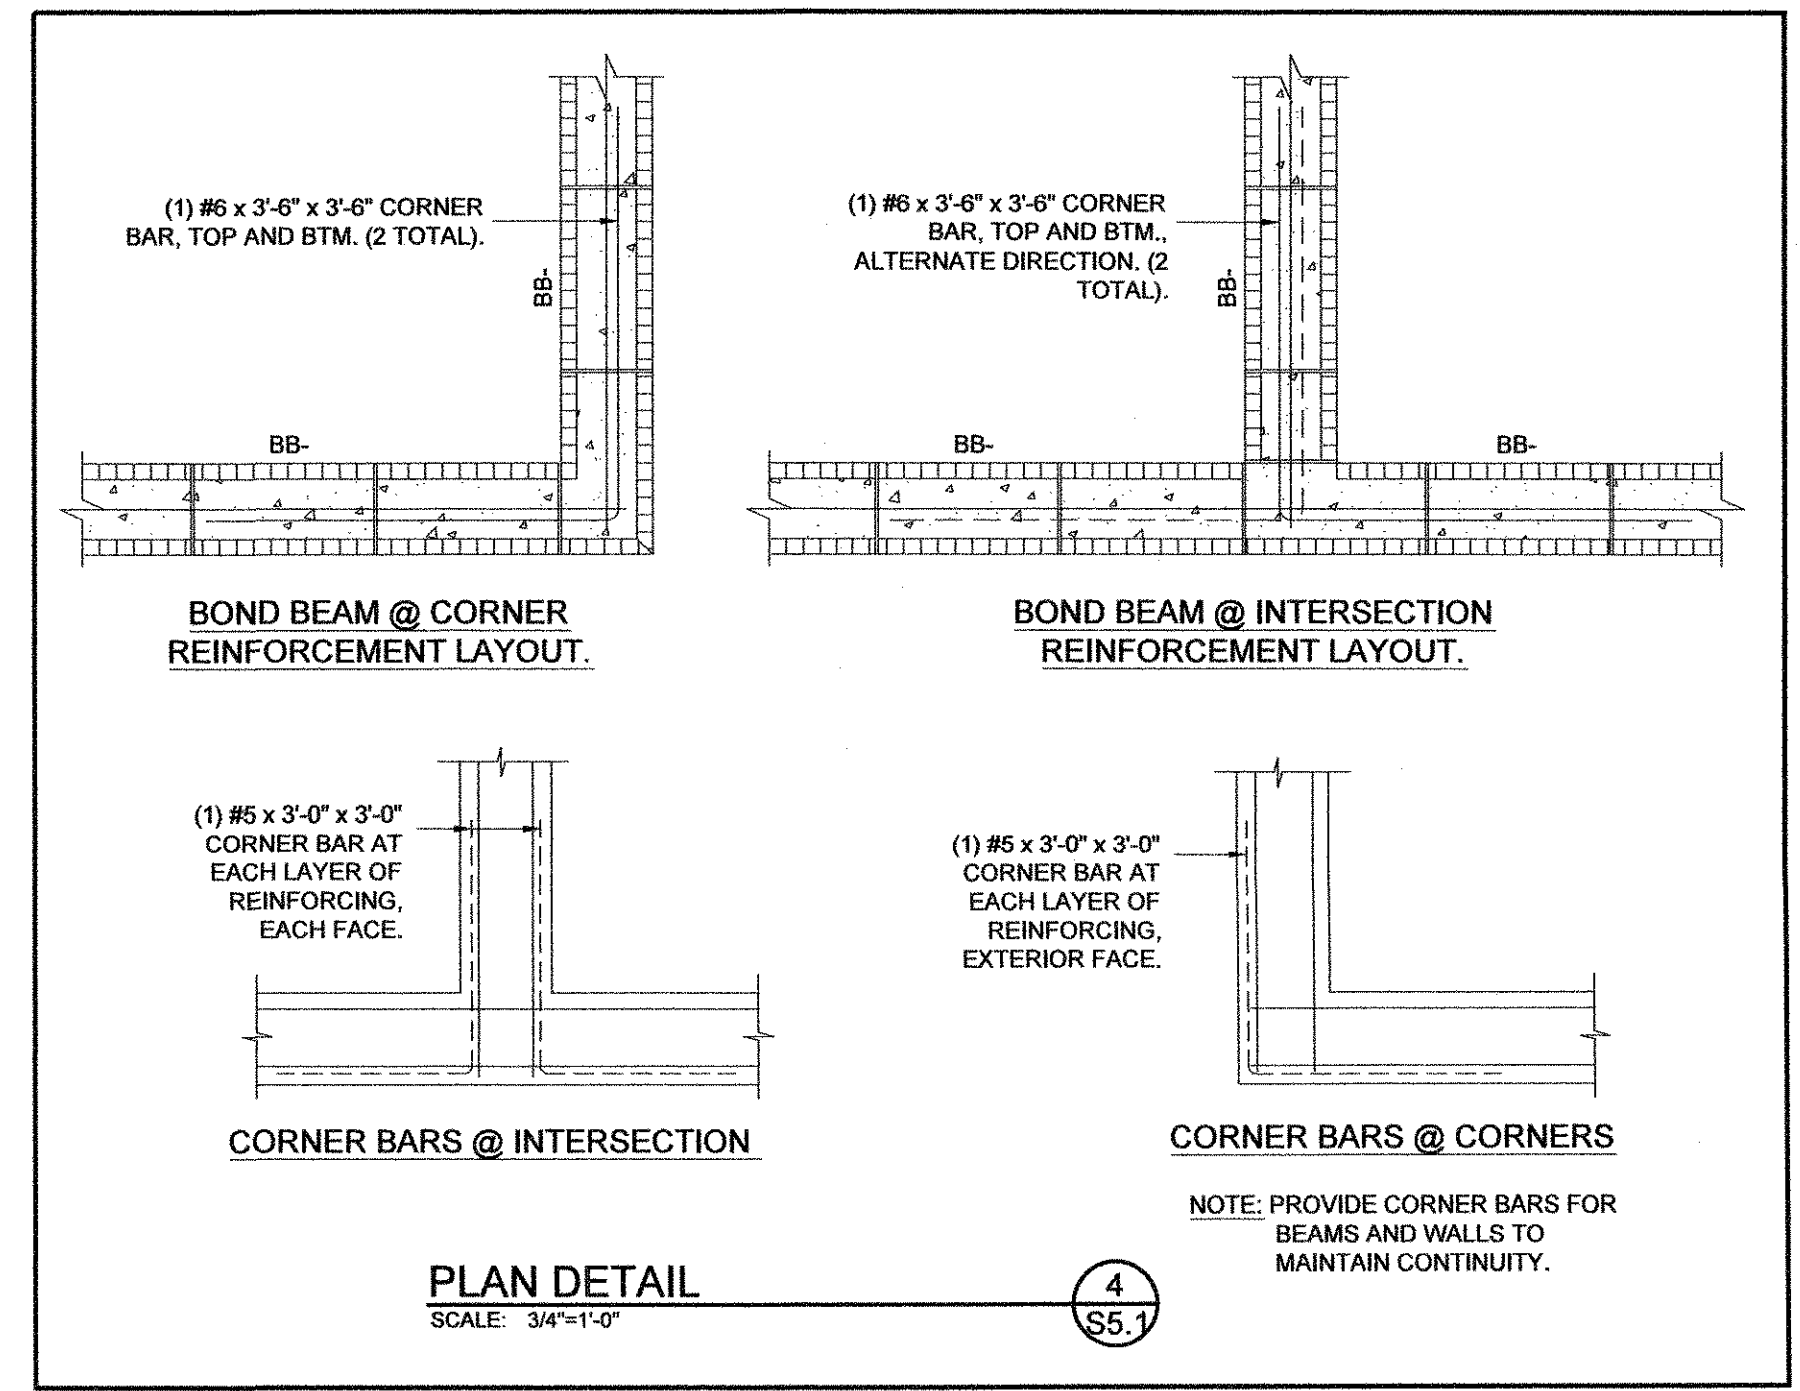 (1) #6 x 3'-6" x 3'-6" CORNER
BAR, TOP AND BTM. (2 TOTAL).
BB-
BB-
BOND BEAM @ CORNER
REINFORCEMENT LAYOUT.
(1) #6 x 3'-6" x 3'-6" CORNER
BAR, TOP AND BTM.,
ALTERNATE DIRECTION. (2
TOTAL).
BB-
BB-
BB-
BOND BEAM @ INTERSECTION
REINFORCEMENT LAYOUT.
(1) #5 x 3'-0" x 3'-0"
CORNER BAR AT
EACH LAYER OF
REINFORCING,
EACH FACE.
CORNER BARS @ INTERSECTION
(1) #5 x 3'-0" x 3'-0"
CORNER BAR AT
EACH LAYER OF
REINFORCING,
EXTERIOR FACE.
CORNER BARS @ CORNERS
NOTE: PROVIDE CORNER BARS FOR
BEAMS AND WALLS TO
MAINTAIN CONTINUITY.
PLAN DETAIL
SCALE: 3/4"=1'-0"
4
S5.1